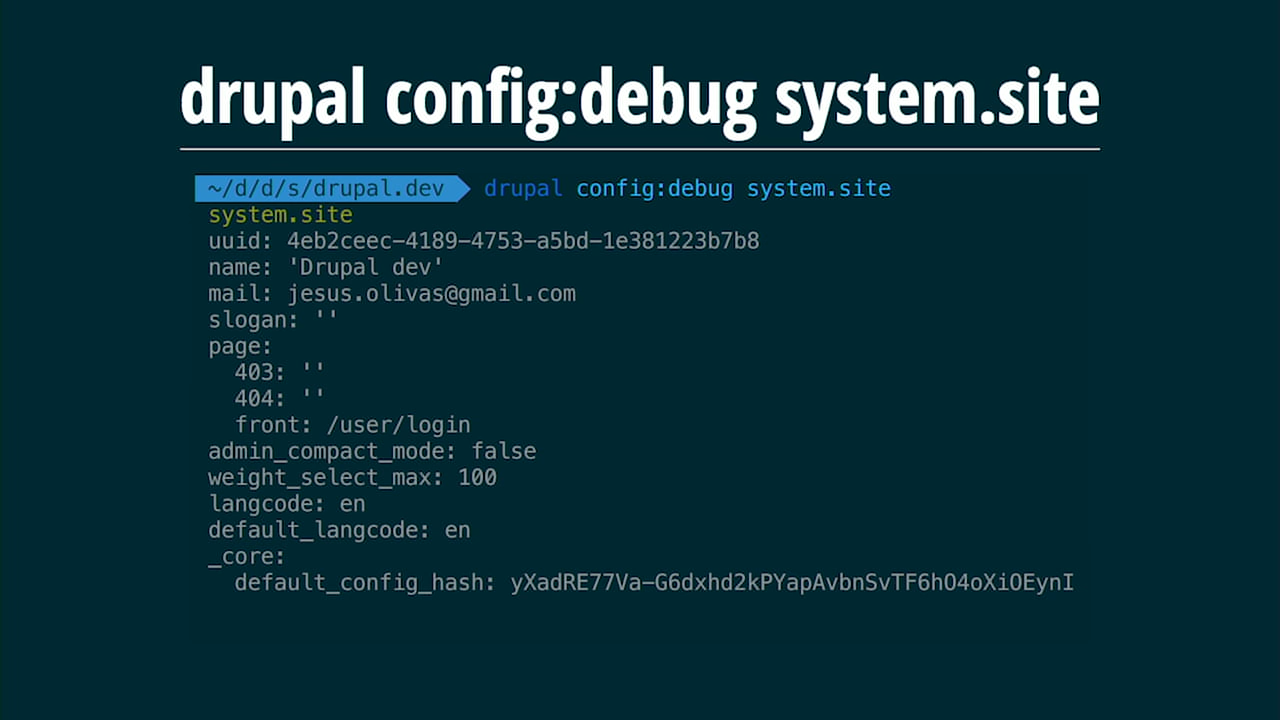 drupal config:debug system.site
~/d/d/s/drupal.dev drupal config:debug system.site
system.site
uuid: 4eb2ceec-4189-4753-a5bd-1e381223b7b8
name: 'Drupal dev'
mail: jesus.olivas@gmail.com
slogan: ''
page:
  403: ''
  404: ''
  front: /user/login
admin_compact_mode: false
weight_select_max: 100
langcode: en
default_langcode: en
_core:
  default_config_hash: yXadRE77Va-G6dxhd2kPYapAvbnSvTF6hO4oXiOEynI